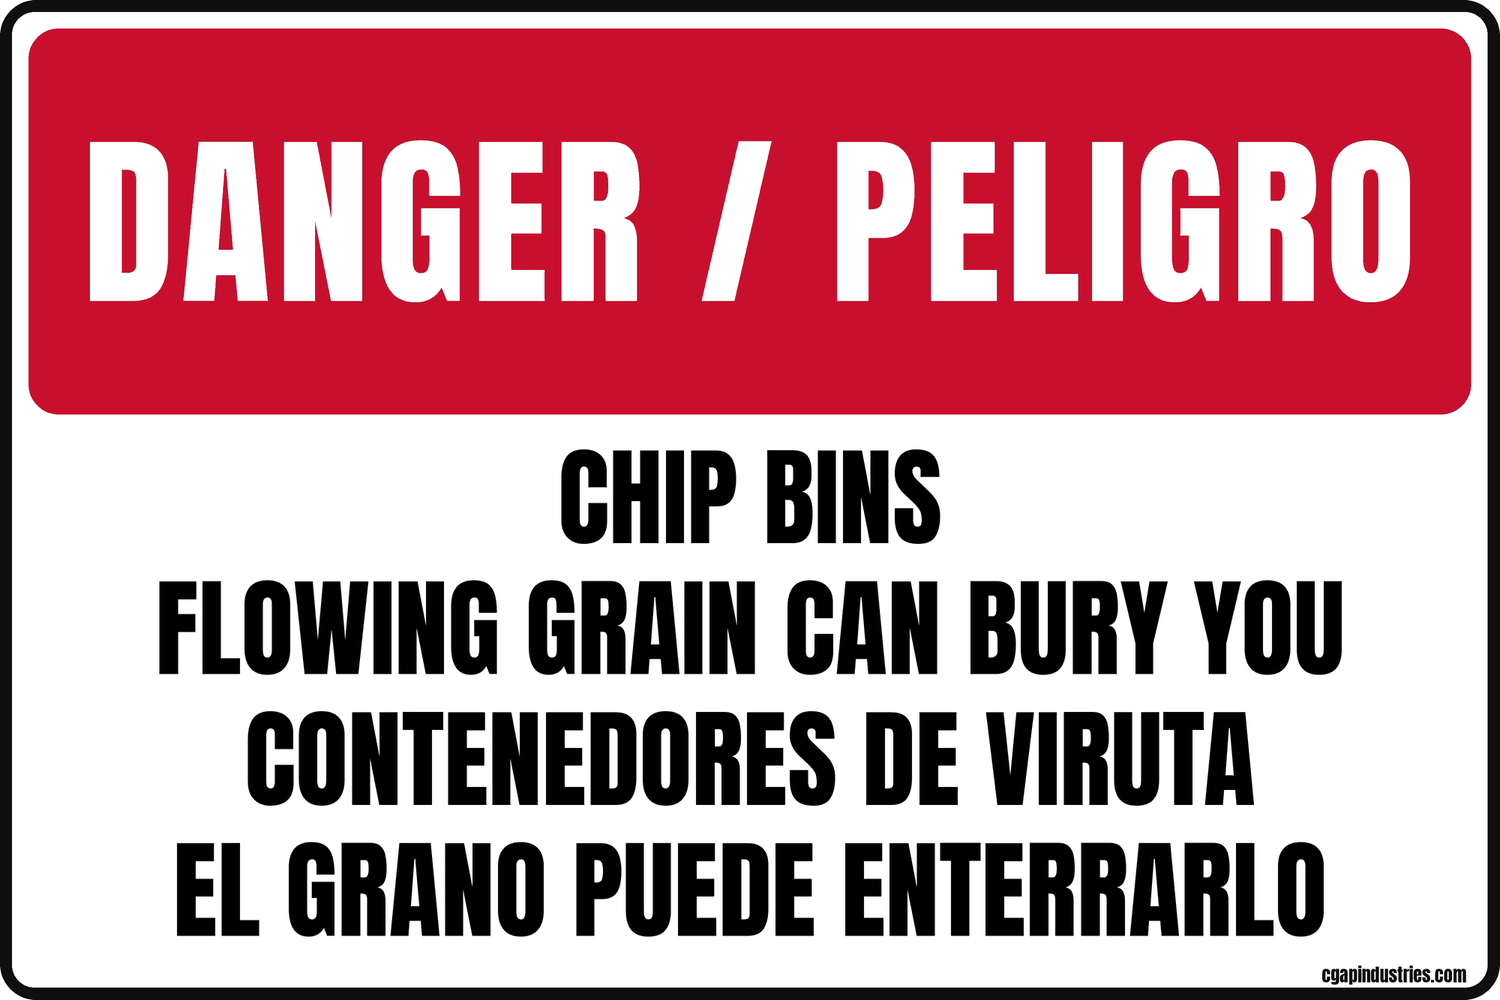 DANGER / PELIGRO
CHIP BINS
FLOWING GRAIN CAN BURY YOU
CONTENEDORES DE VIRUTA
EL GRANO PUEDE ENTERRARLO
cgapindustries.com